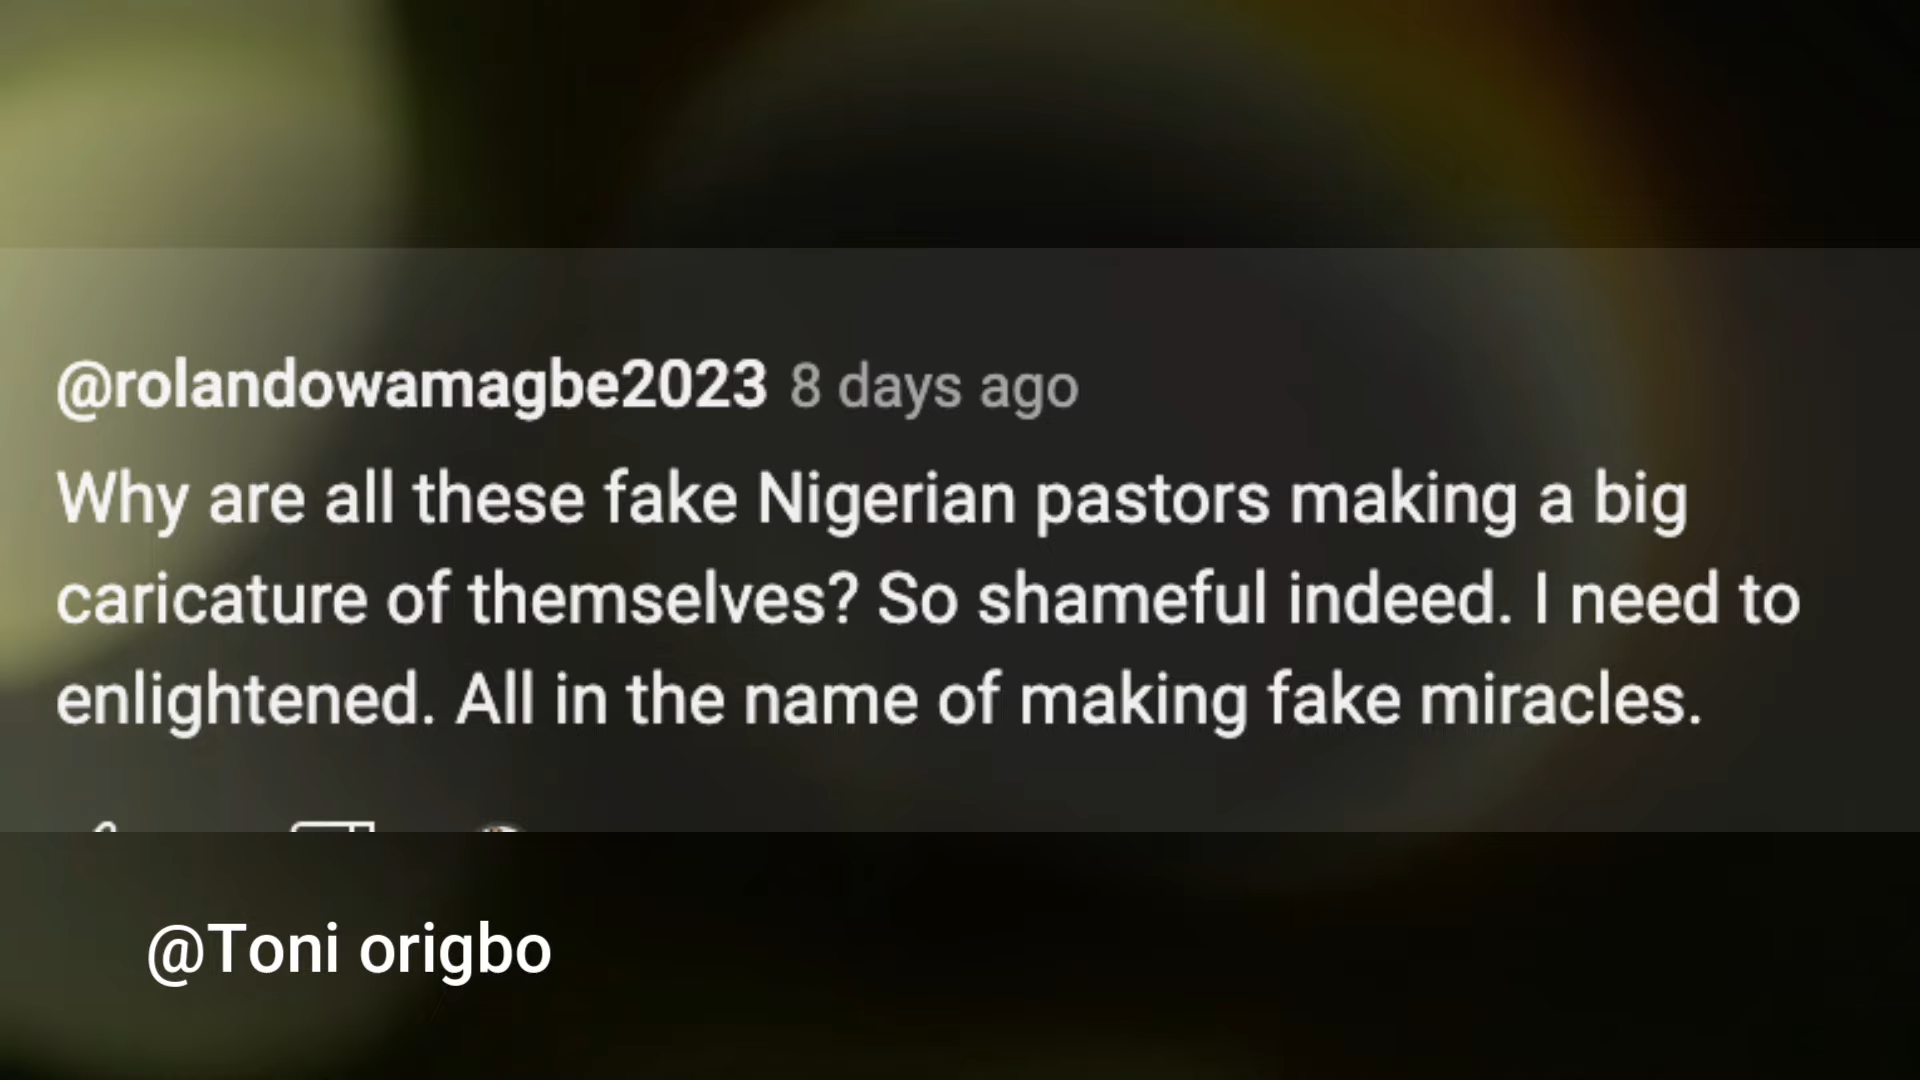 @rolandowamagbe2023 8 days ago
Why are all these fake Nigerian pastors making a big
caricature of themselves? So shameful indeed. I need to
enlightened. All in the name of making fake miracles.
@Toni origbo